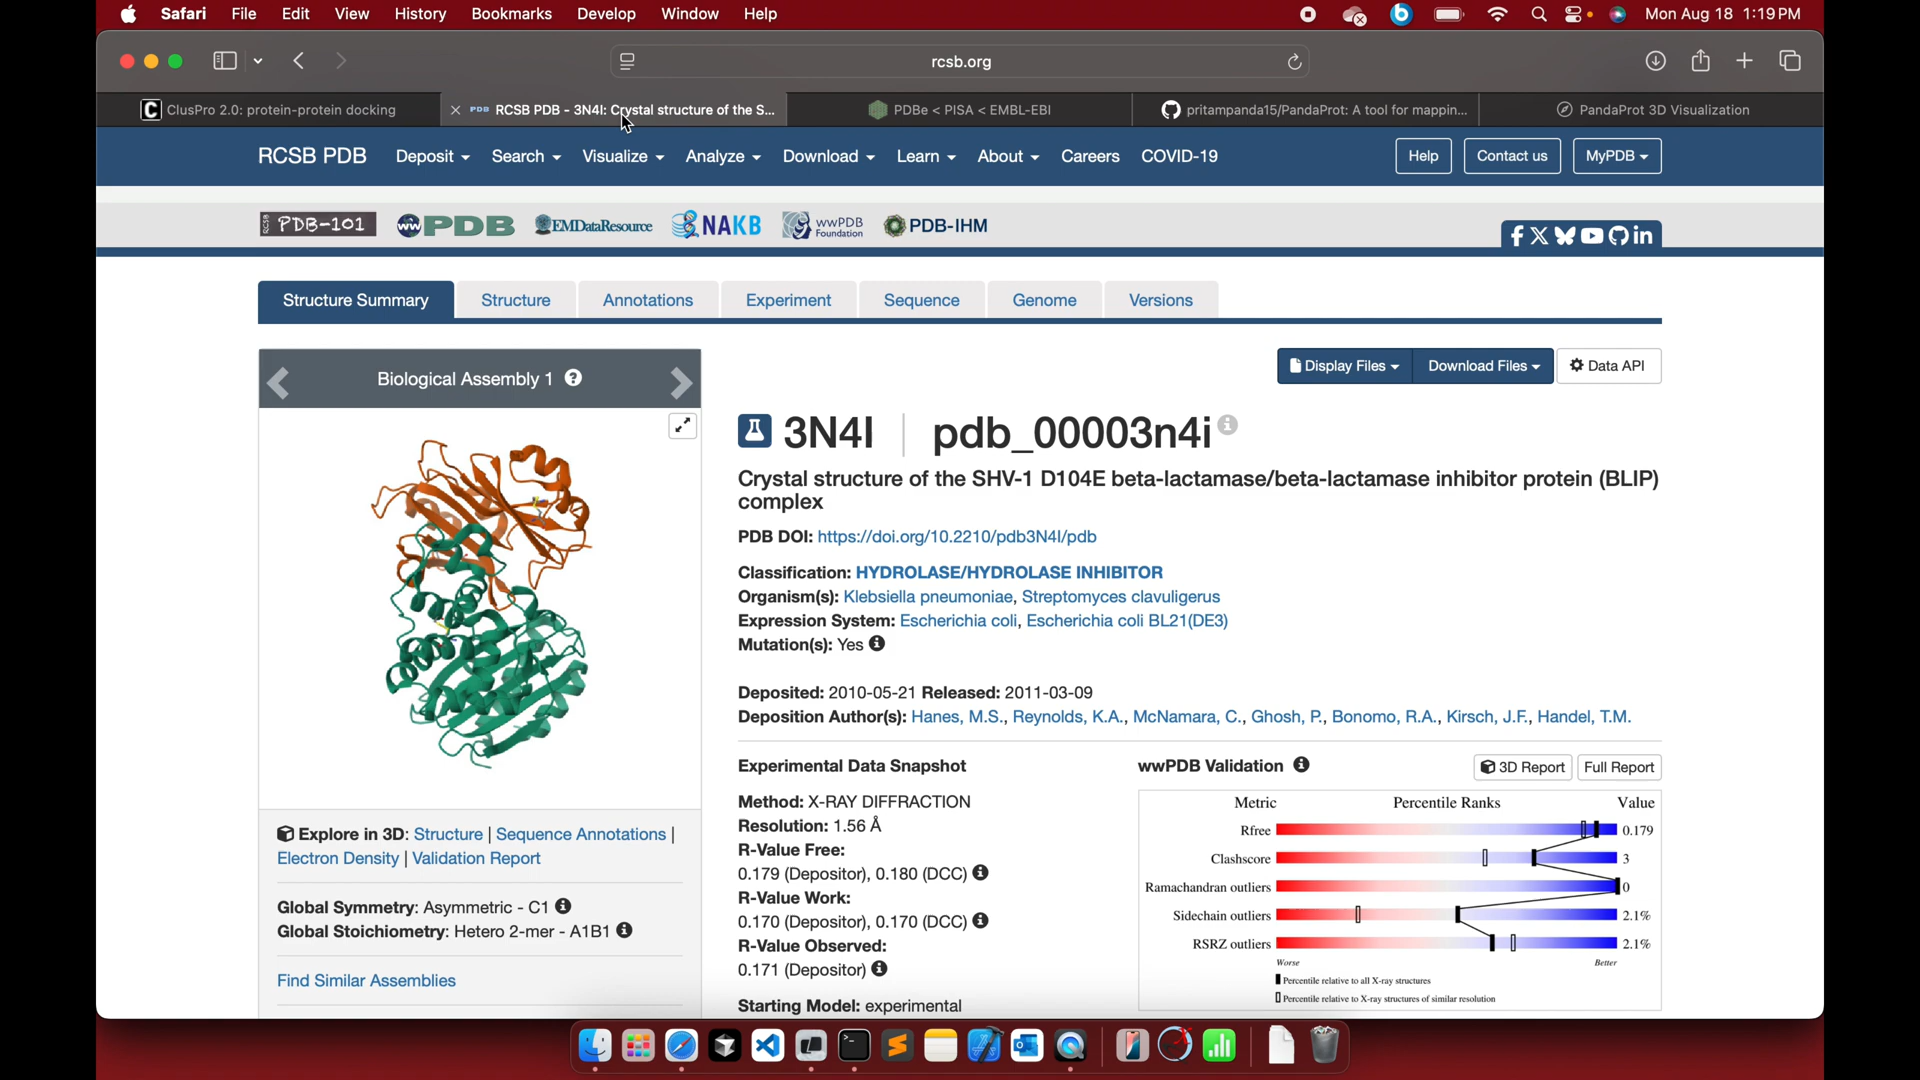 Safari File Edit View History Bookmarks Develop Window Help Mon Aug 18 1:19 PM
rcsb.org
C ClusPro 2.0: protein-protein docking
PDB RCSB PDB - 3N4I: Crystal structure of the S...
PDBe < PISA < EMBL-EBI
pritampanda15/PandaProt: A tool for mappin...
PandaProt 3D Visualization
RCSB PDB Deposit Search Visualize Analyze Download Learn About Careers COVID-19 Help Contact us MyPDB
RCSB PDB-101 wwPDB EMDataResource NAKB wwPDB Foundation PDB-IHM
Structure Summary Structure Annotations Experiment Sequence Genome Versions
Biological Assembly 1
Display Files Download Files Data API
3N4I pdb_00003n4i
Crystal structure of the SHV-1 D104E beta-lactamase/beta-lactamase inhibitor protein (BLIP)
complex
PDB DOI: https://doi.org/10.2210/pdb3N4I/pdb
Classification: HYDROLASE/HYDROLASE INHIBITOR
Organism(s): Klebsiella pneumoniae, Streptomyces clavuligerus
Expression System: Escherichia coli, Escherichia coli BL21(DE3)
Mutation(s): Yes
Deposited: 2010-05-21 Released: 2011-03-09
Deposition Author(s): Hanes, M.S., Reynolds, K.A., McNamara, C., Ghosh, P., Bonomo, R.A., Kirsch, J.F., Handel, T.M.
Explore in 3D: Structure | Sequence Annotations |
Electron Density | Validation Report
Global Symmetry: Asymmetric - C1
Global Stoichiometry: Hetero 2-mer - A1B1
Find Similar Assemblies
Experimental Data Snapshot
Method: X-RAY DIFFRACTION
Resolution: 1.56 Å
R-Value Free:
0.179 (Depositor), 0.180 (DCC)
R-Value Work:
0.170 (Depositor), 0.170 (DCC)
R-Value Observed:
0.171 (Depositor)
Starting Model: experimental
wwPDB Validation 3D Report Full Report
Metric Percentile Ranks Value
Rfree 0.179
Clashscore 3
Ramachandran outliers 0
Sidechain outliers 2.1%
RSRZ outliers 2.1%
Worse Better
Percentile relative to all X-ray structures
Percentile relative to X-ray structures of similar resolution